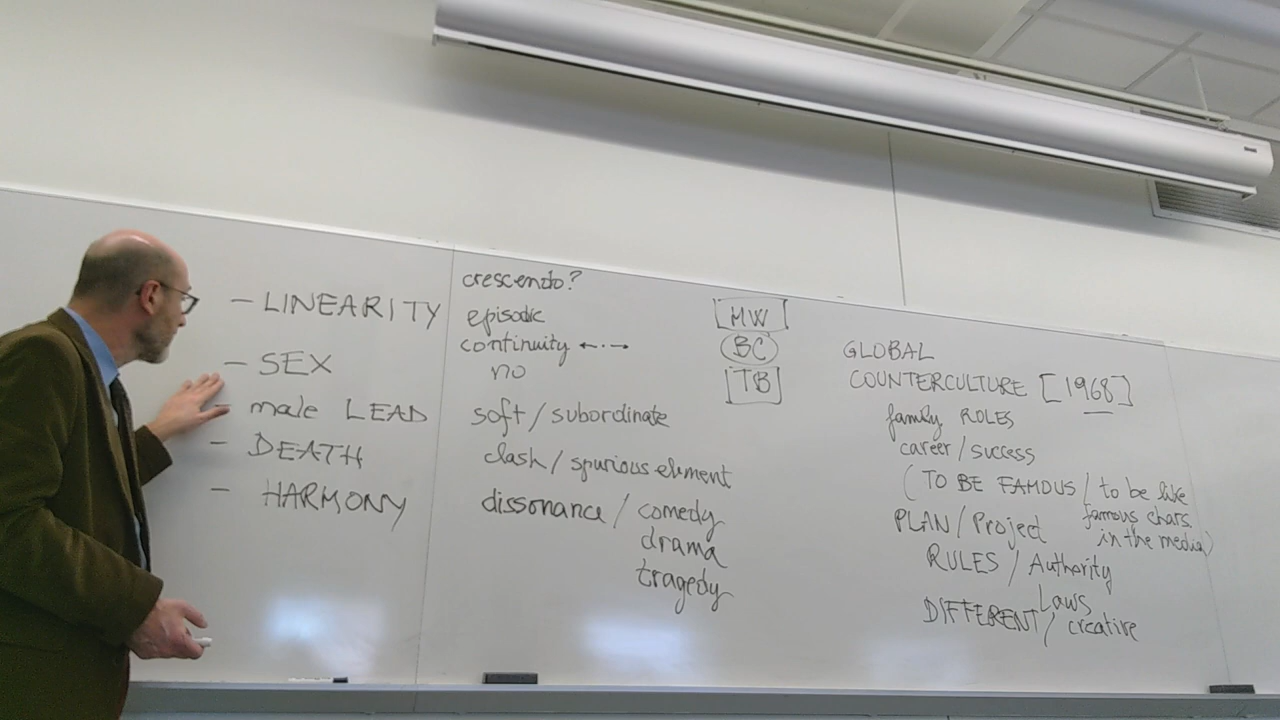 - LINEARITY
- SEX
- male LEAD
- DEATH
- HARMONY
crescendo?
episodic
continuity ←·-→
no
soft / subordinate
clash / spurious element
dissonance / comedy
drama
tragedy
MW
BC
TB
GLOBAL
COUNTERCULTURE [1968]
family ROLES
career / success
(TO BE FAMOUS / to be like
famous chars.
in the media)
PLAN / Project
RULES / Authority
Laws
DIFFERENT / creative